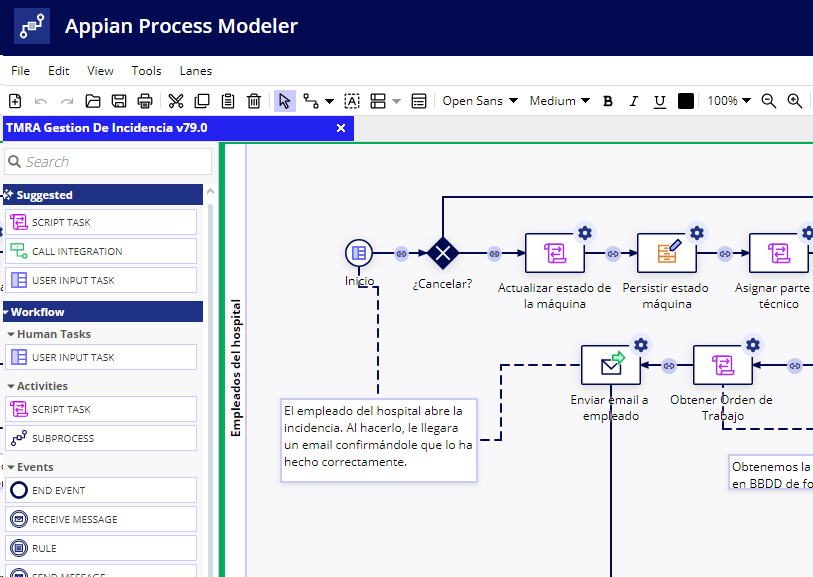 Appian Process Modeler
File Edit View Tools Lanes
Open Sans Medium B I U 100%
TMRA Gestion De Incidencia v79.0
Search
Suggested
SCRIPT TASK
CALL INTEGRATION
USER INPUT TASK
Workflow
Human Tasks
USER INPUT TASK
Activities
SCRIPT TASK
SUBPROCESS
Events
END EVENT
RECEIVE MESSAGE
RULE
SEND MESSAGE
Empleados del hospital
Inicio
¿Cancelar?
Actualizar estado de
la máquina
Persistir estado
máquina
Asignar parte
técnico
Enviar email a
empleado
Obtener Orden de
Trabajo
El empleado del hospital abre la
incidencia. Al hacerlo, le llegara
un email confirmándole que lo ha
hecho correctamente.
Obtenemos la
en BBDD de fo